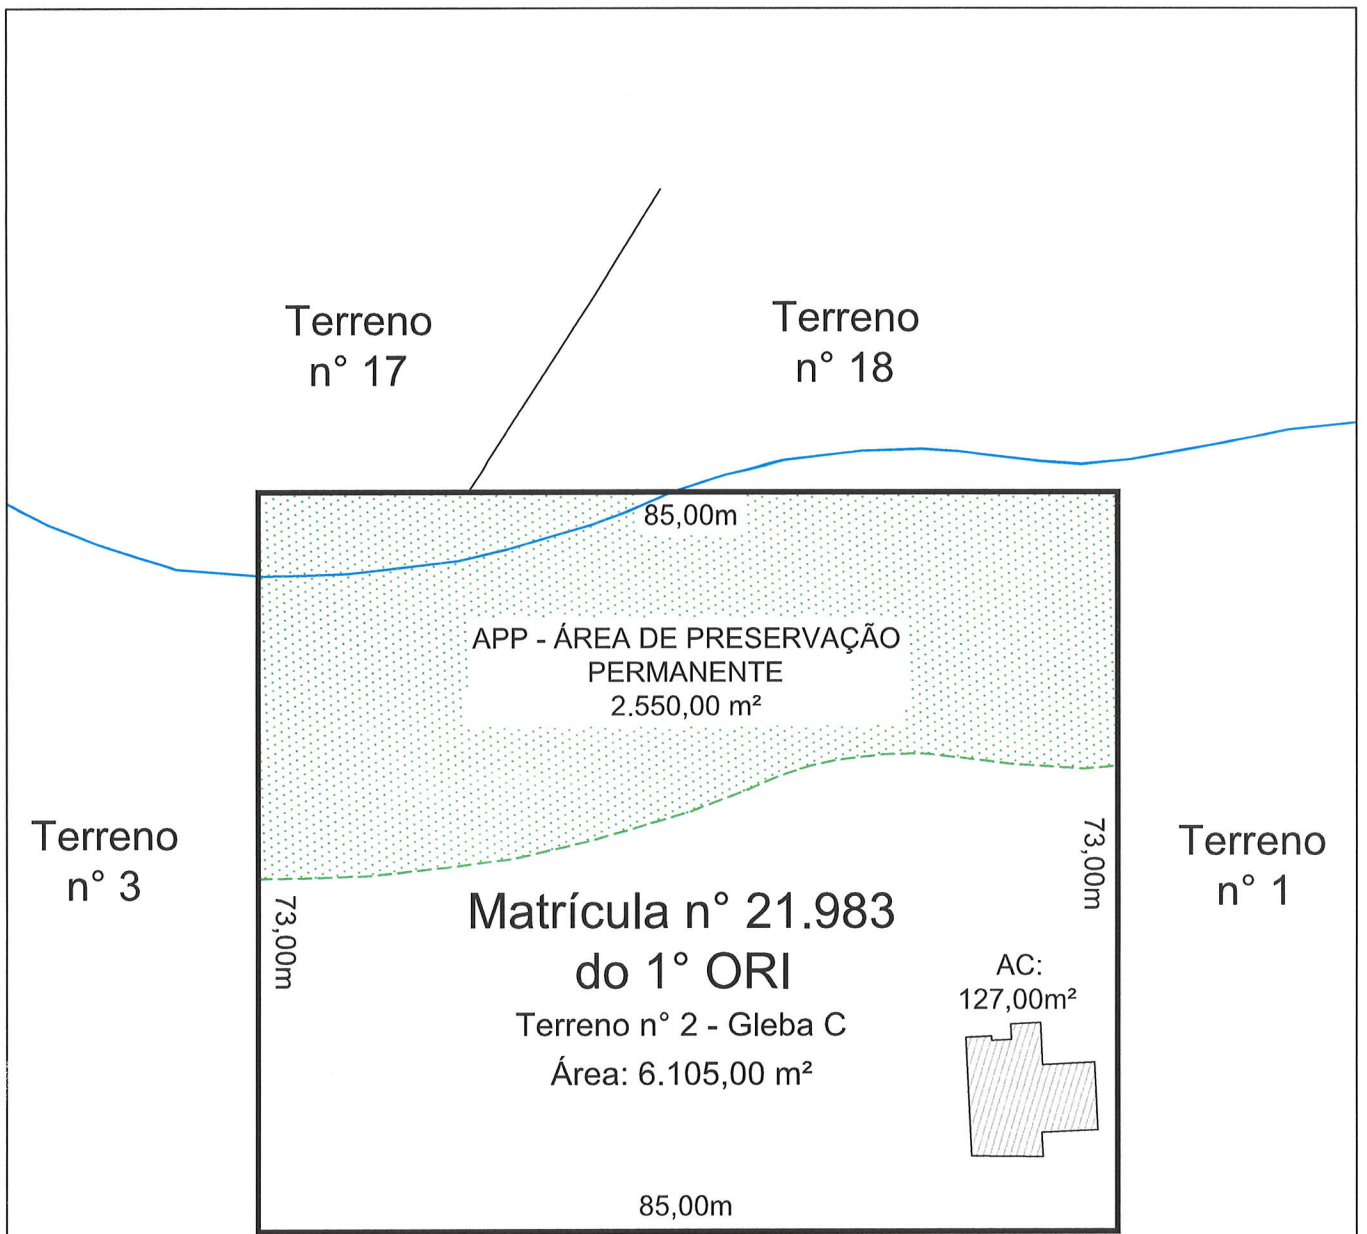 Terreno
n° 17
Terreno
n° 18
85,00m
APP - ÁREA DE PRESERVAÇÃO
PERMANENTE
2.550,00 m²
Terreno
n° 3
73,00m
Terreno
n° 1
73,00m
Matrícula n° 21.983
do 1° ORI
Terreno n° 2 - Gleba C
Área: 6.105,00 m²
AC:
127,00m²
85,00m